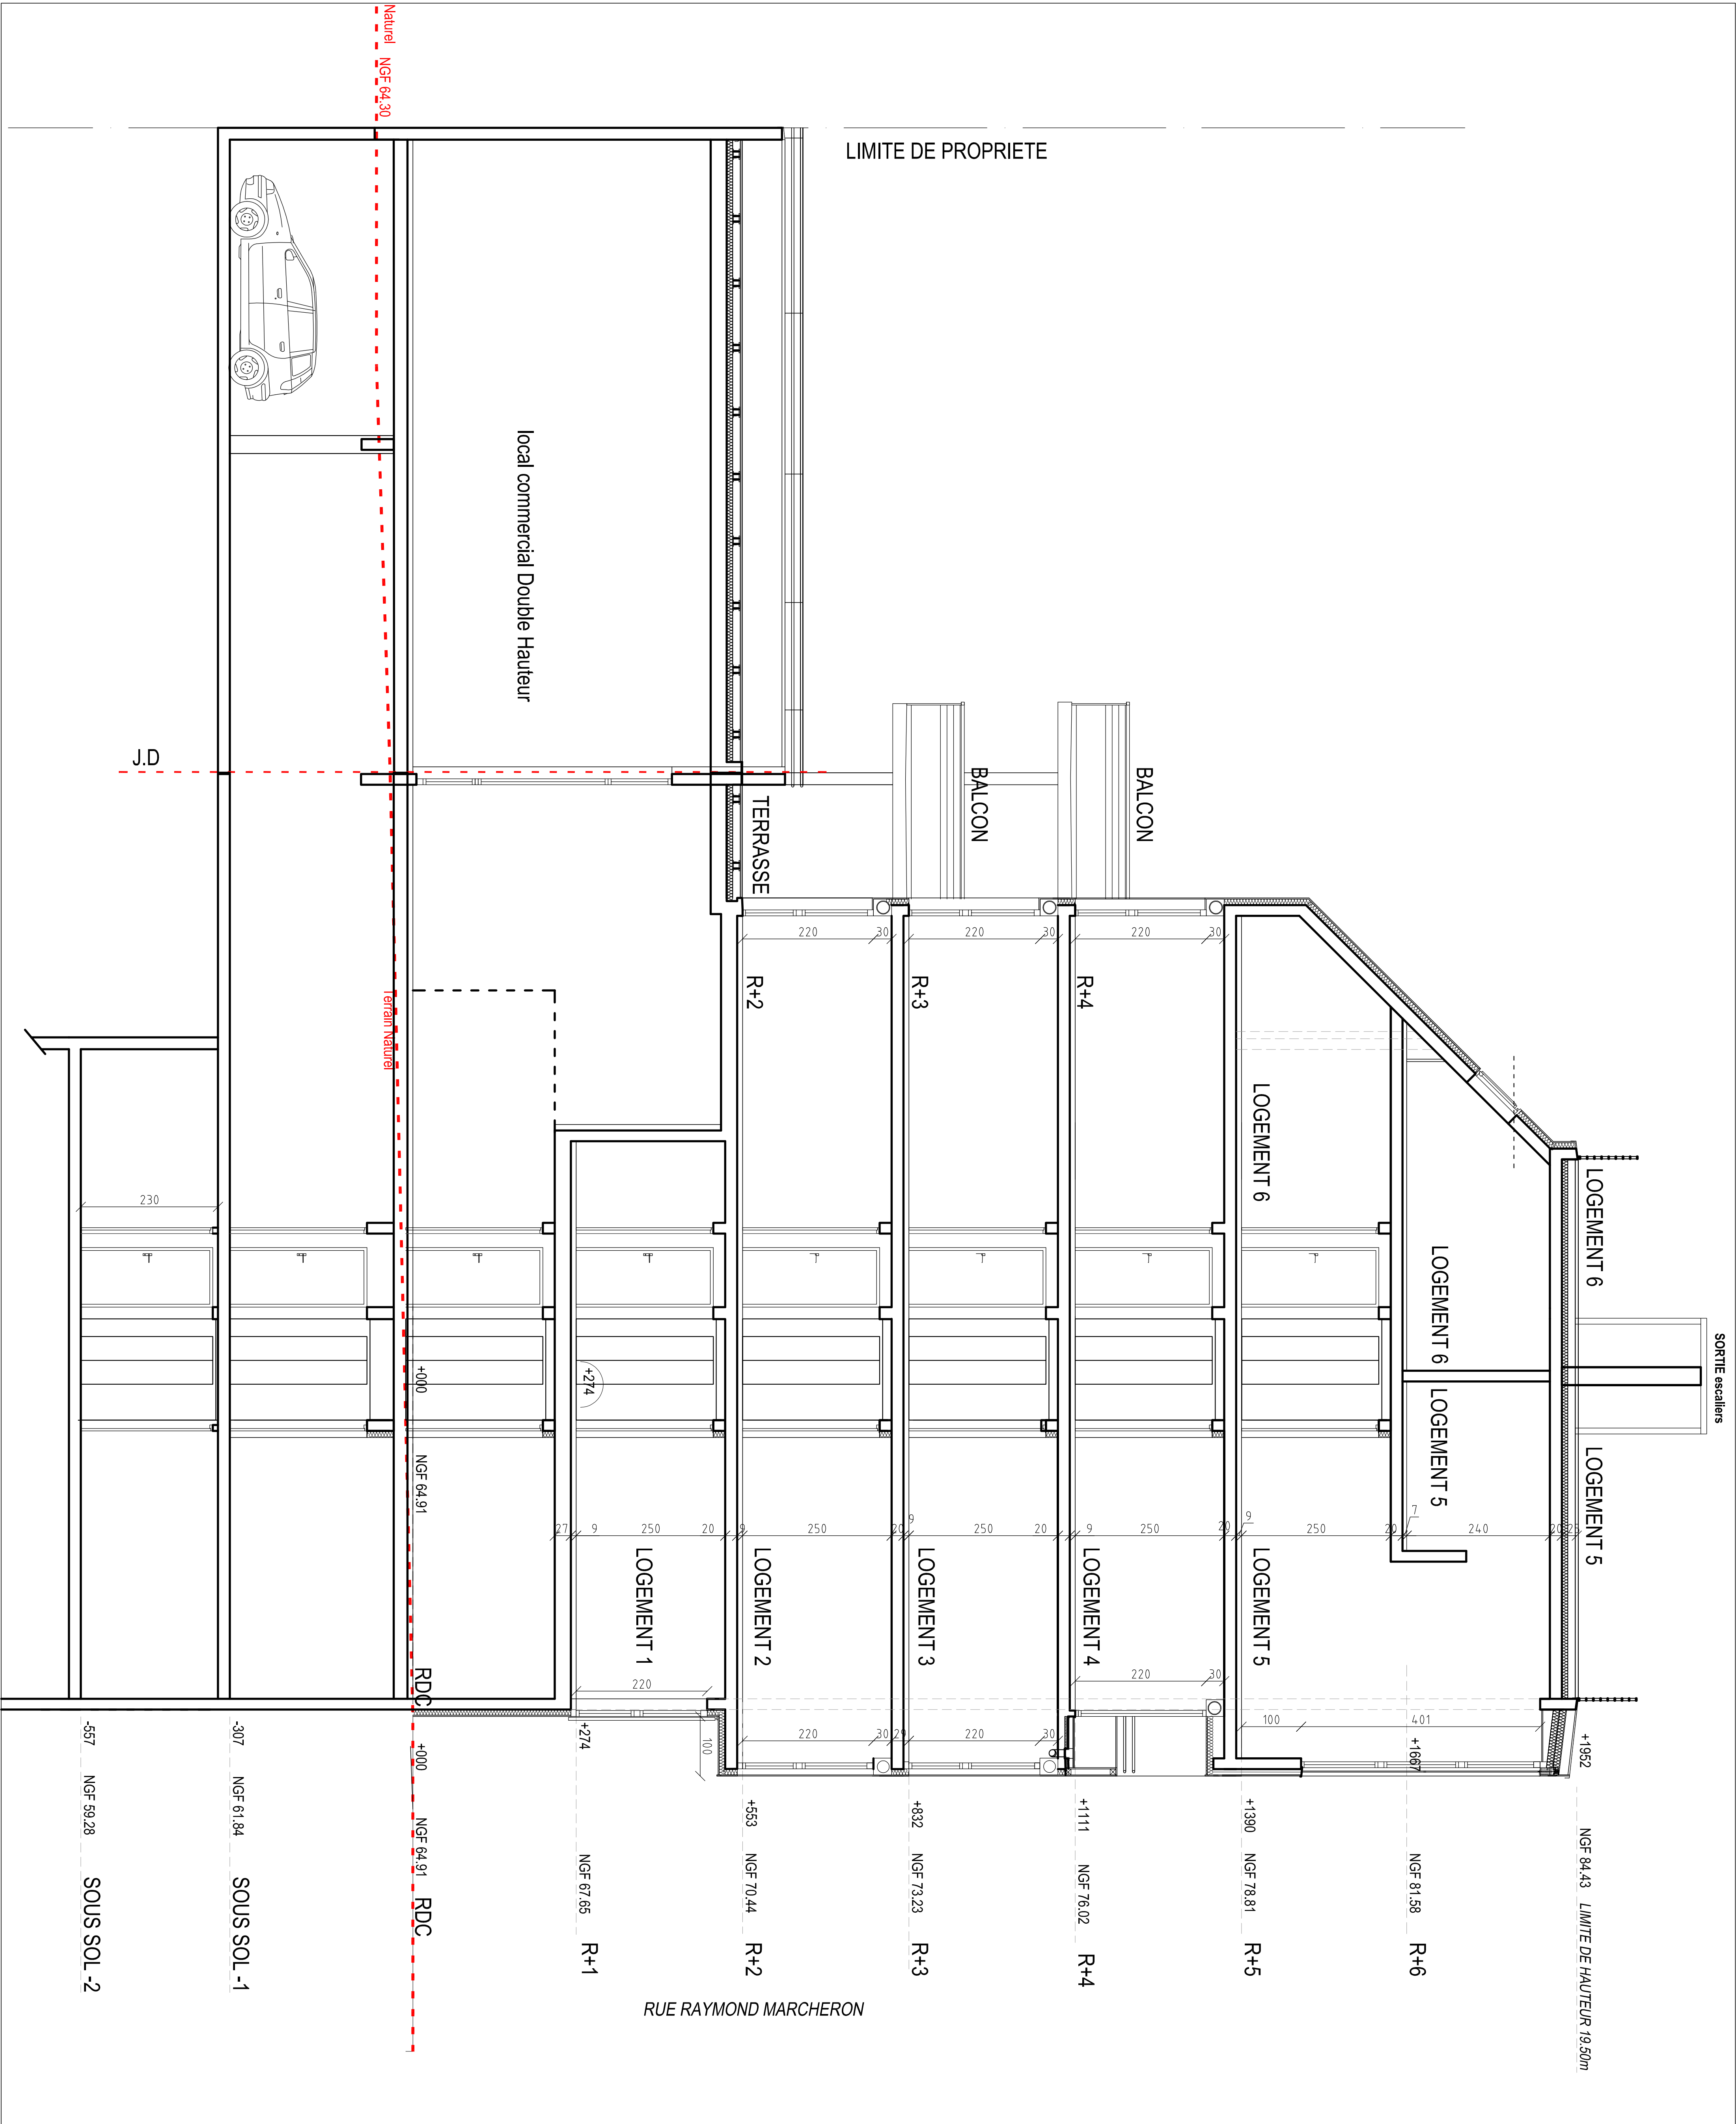 SORTIE escaliers
LOGEMENT 6
LOGEMENT 5
+1952
NGF 84.43
LIMITE DE HAUTEUR 19.50m
LOGEMENT 6
LOGEMENT 5
7
240
20
25
401
+1667
NGF 81.58
R+6
LOGEMENT 6
9
250
20
LOGEMENT 5
100
+1390
NGF 78.81
R+5
BALCON
220
30
R+4
9
250
20
LOGEMENT 4
220
30
+1111
NGF 76.02
R+4
BALCON
220
30
R+3
9
250
20
LOGEMENT 3
220
30
+832
NGF 73.23
R+3
LIMITE DE PROPRIETE
TERRASSE
220
30
R+2
9
250
20
LOGEMENT 2
220
30
29
+553
NGF 70.44
R+2
RUE RAYMOND MARCHERON
local commercial Double Hauteur
+274
27
9
250
20
LOGEMENT 1
220
100
+274
NGF 67.65
R+1
Naturel
NGF 64.30
Terrain Naturel
+000
NGF 64.91
RDC
+000
NGF 64.91
RDC
J.D
-307
NGF 61.84
SOUS SOL -1
230
-557
NGF 59.28
SOUS SOL -2